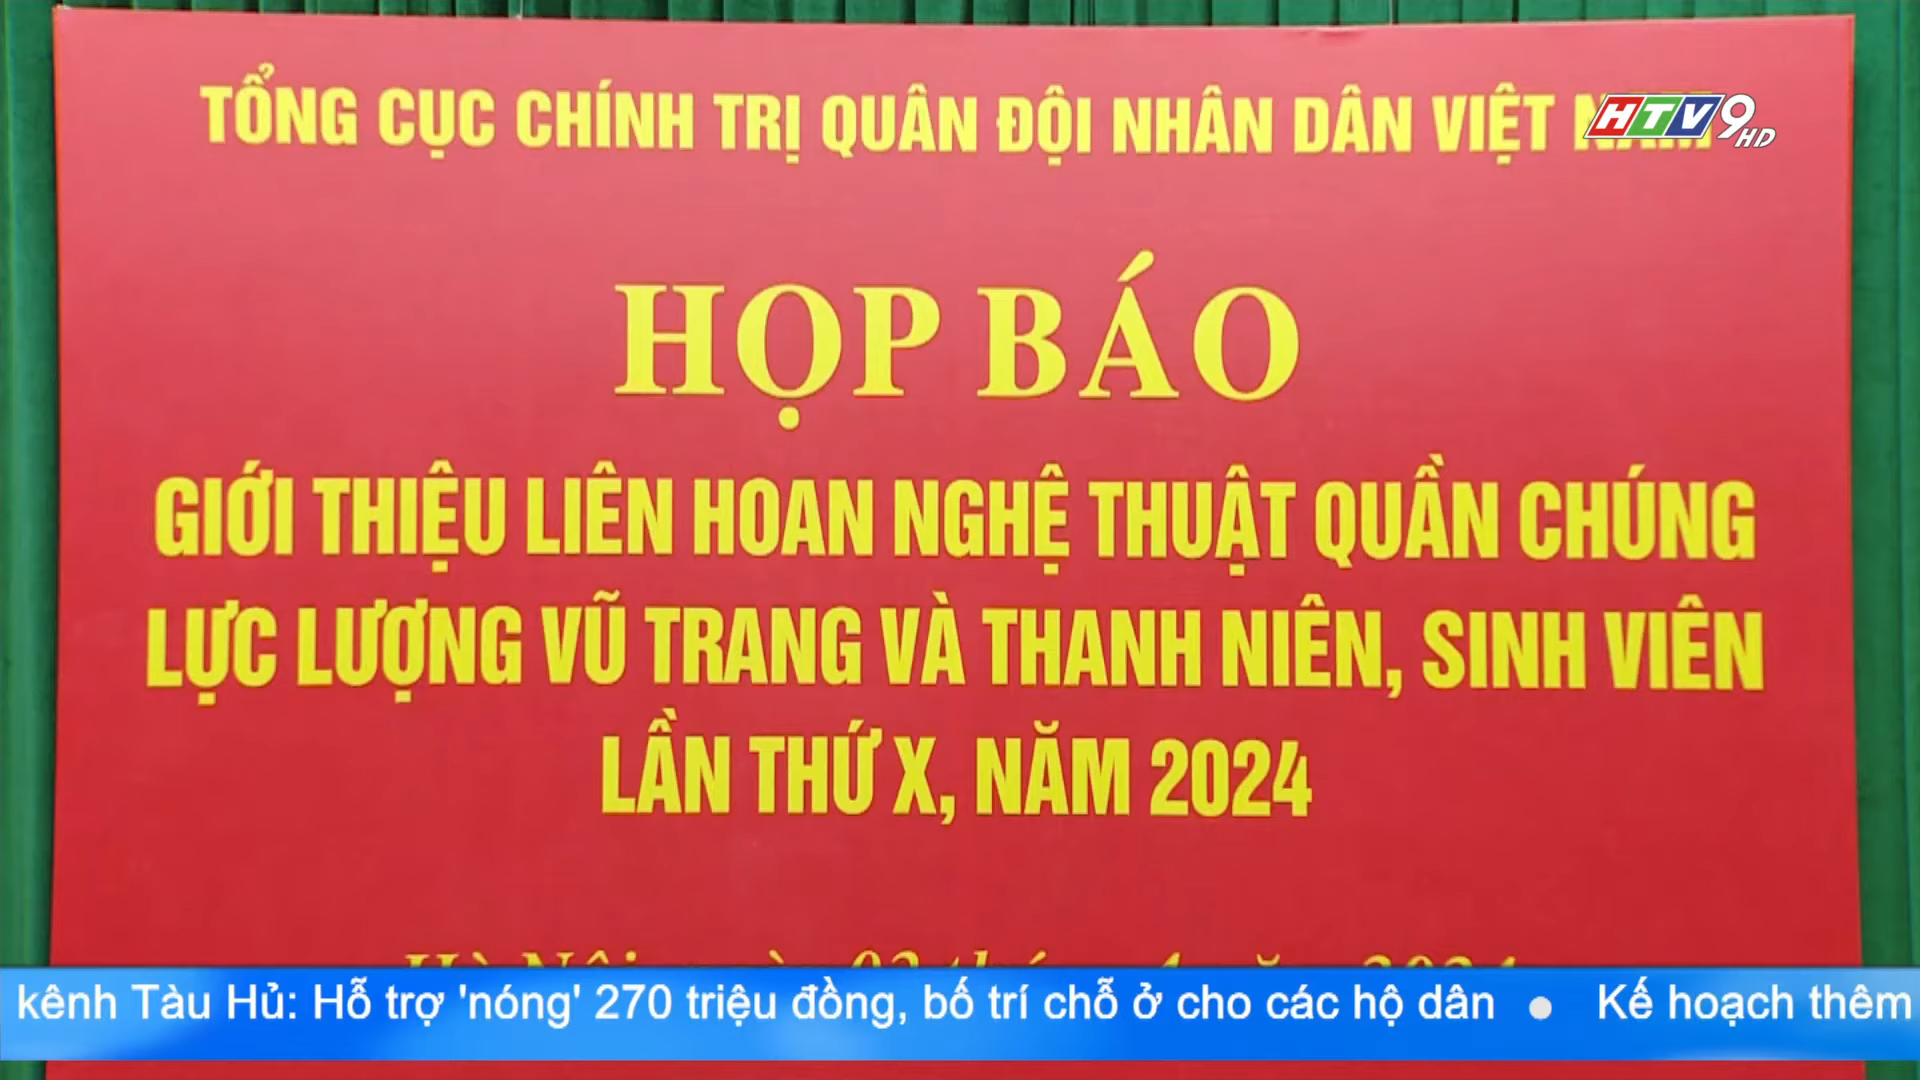 TỔNG CỤC CHÍNH TRỊ QUÂN ĐỘI NHÂN DÂN VIỆT NAM
HTV9 HD
HỌP BÁO
GIỚI THIỆU LIÊN HOAN NGHỆ THUẬT QUẦN CHÚNG
LỰC LƯỢNG VŨ TRANG VÀ THANH NIÊN, SINH VIÊN
LẦN THỨ X, NĂM 2024
kênh Tàu Hủ: Hỗ trợ 'nóng' 270 triệu đồng, bố trí chỗ ở cho các hộ dân ● Kế hoạch thêm